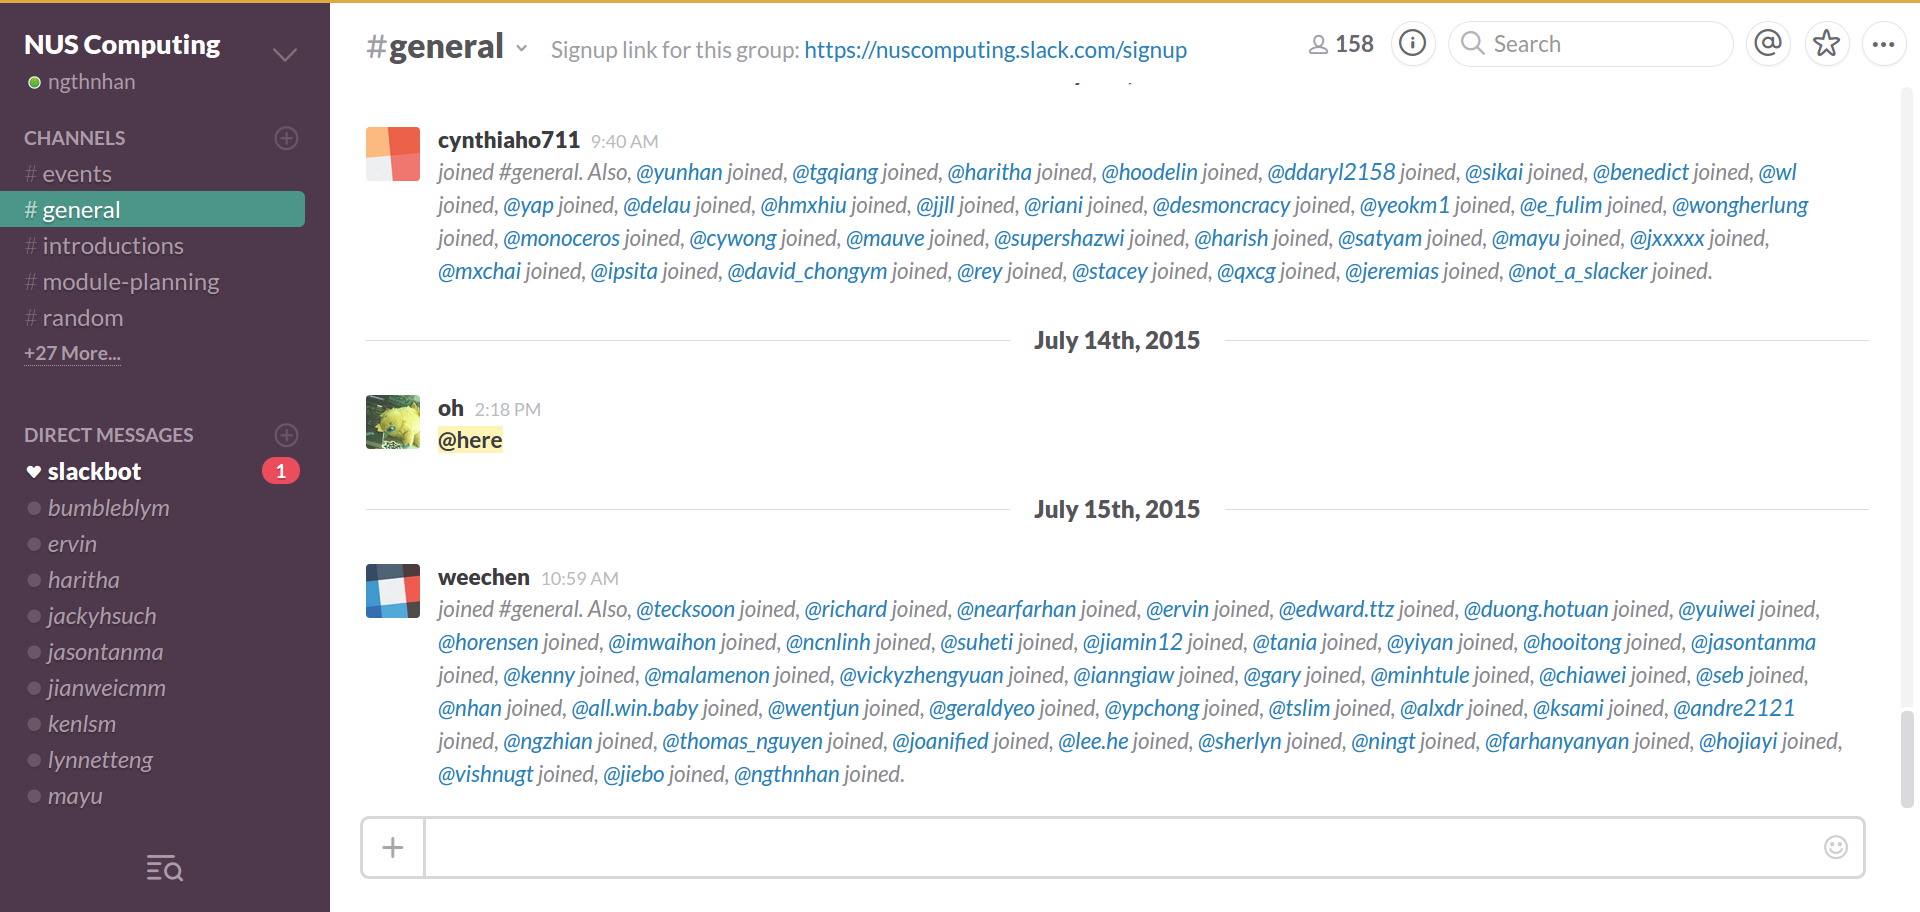 NUS Computing
ngthnhan
CHANNELS
# events
# general
# introductions
# module-planning
# random
+27 More...
DIRECT MESSAGES
slackbot 1
bumbleblym
ervin
haritha
jackyhsuch
jasontanma
jianweicmm
kenlsm
lynnetteng
mayu
#general Signup link for this group: https://nuscomputing.slack.com/signup 158 Search
cynthiaho711 9:40 AM
joined #general. Also, @yunhan joined, @tgqiang joined, @haritha joined, @hoodelin joined, @ddaryl2158 joined, @sikai joined, @benedict joined, @wl
joined, @yap joined, @delau joined, @hmxhiu joined, @jjll joined, @riani joined, @desmoncracy joined, @yeokm1 joined, @e_fulim joined, @wongherlung
joined, @monoceros joined, @cywong joined, @mauve joined, @supershazwi joined, @harish joined, @satyam joined, @mayu joined, @jxxxxx joined,
@mxchai joined, @ipsita joined, @david_chongym joined, @rey joined, @stacey joined, @qxcg joined, @jeremias joined, @not_a_slacker joined.
July 14th, 2015
oh 2:18 PM
@here
July 15th, 2015
weechen 10:59 AM
joined #general. Also, @tecksoon joined, @richard joined, @nearfarhan joined, @ervin joined, @edward.ttz joined, @duong.hotuan joined, @yuiwei joined,
@horensen joined, @imwaihon joined, @ncnlinh joined, @suheti joined, @jiamin12 joined, @tania joined, @yiyan joined, @hooitong joined, @jasontanma
joined, @kenny joined, @malamenon joined, @vickyzhengyuan joined, @ianngiaw joined, @gary joined, @minhtule joined, @chiawei joined, @seb joined,
@nhan joined, @all.win.baby joined, @wentjun joined, @geraldyeo joined, @ypchong joined, @tslim joined, @alxdr joined, @ksami joined, @andre2121
joined, @ngzhian joined, @thomas_nguyen joined, @joanified joined, @lee.he joined, @sherlyn joined, @ningt joined, @farhanyanyan joined, @hojiayi joined,
@vishnugt joined, @jiebo joined, @ngthnhan joined.